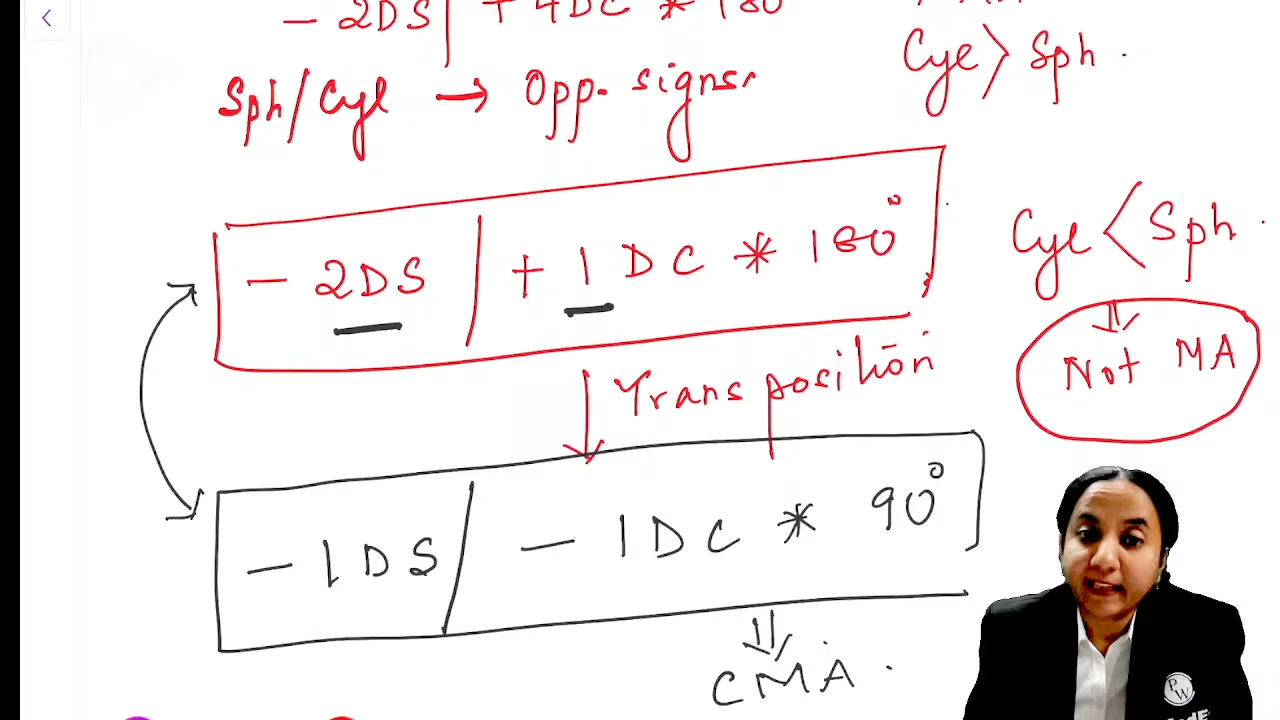 - 2DS | + 4DC * 180
Cyl > Sph.
Sph/Cyl → Opp. signs.
- 2DS | + 1DC * 180°
Cyl < Sph.
⇓
Not MA
↓ Transposition
- 1DS / - 1DC * 90°
⇓
CMA.
PW